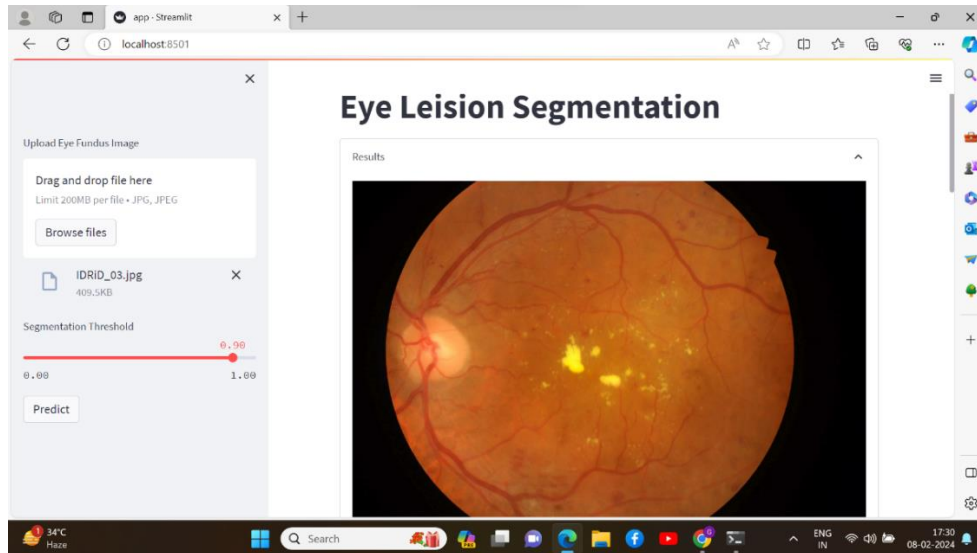 app · Streamlit
localhost:8501
Upload Eye Fundus Image
Drag and drop file here
Limit 200MB per file • JPG, JPEG
Browse files
IDRiD_03.jpg
409.5KB
Segmentation Threshold
0.90
0.00 1.00
Predict
Eye Leision Segmentation
Results
1
34°C
Haze
Search
ENG
IN
17:30
08-02-2024